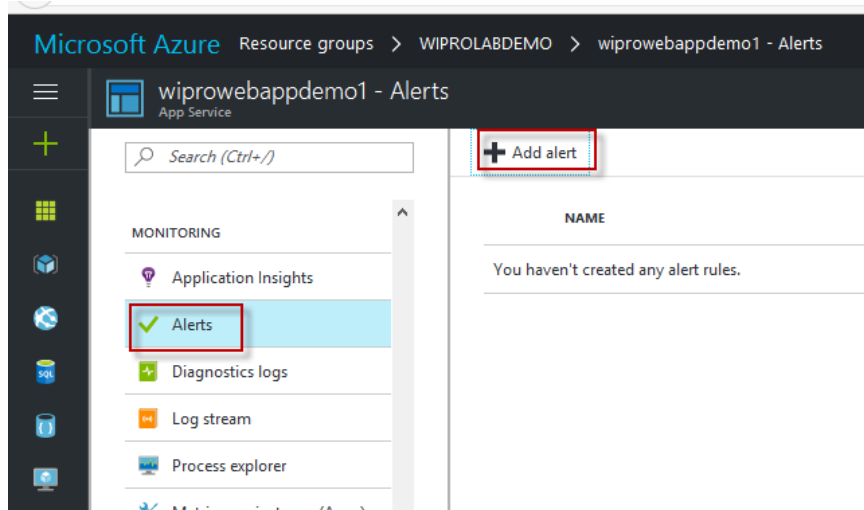 Microsoft Azure Resource groups > WIPROLABDEMO > wiprowebappdemo1 - Alerts
wiprowebappdemo1 - Alerts
App Service
Search (Ctrl+/)
MONITORING
Application Insights
Alerts
Diagnostics logs
Log stream
Process explorer
Add alert
NAME
You haven't created any alert rules.
SQL